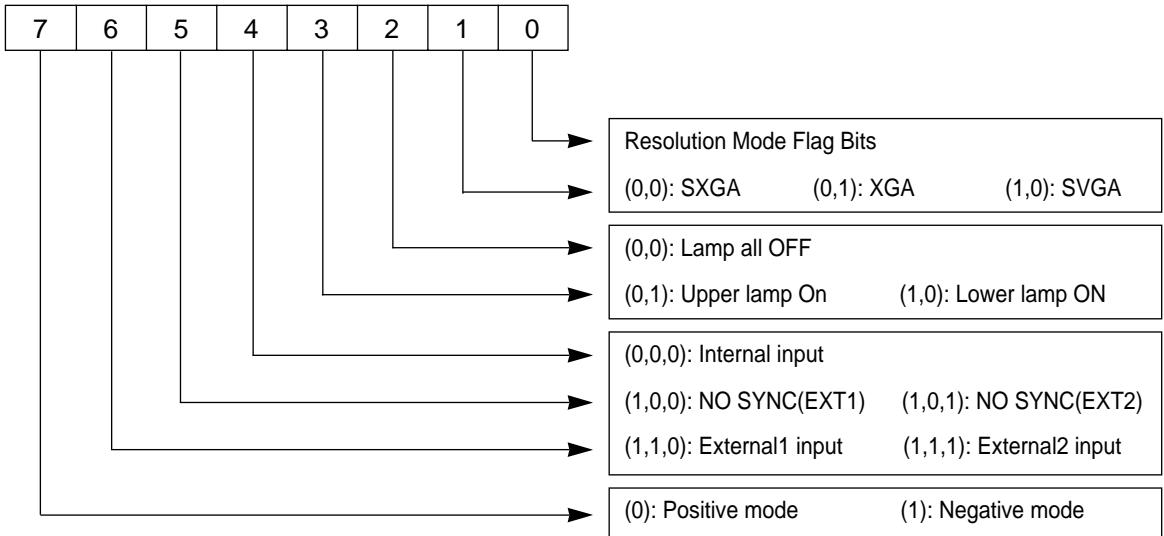 7 6 5 4 3 2 1 0
Resolution Mode Flag Bits
(0,0): SXGA (0,1): XGA (1,0): SVGA
(0,0): Lamp all OFF
(0,1): Upper lamp On (1,0): Lower lamp ON
(0,0,0): Internal input
(1,0,0): NO SYNC(EXT1) (1,0,1): NO SYNC(EXT2)
(1,1,0): External1 input (1,1,1): External2 input
(0): Positive mode (1): Negative mode